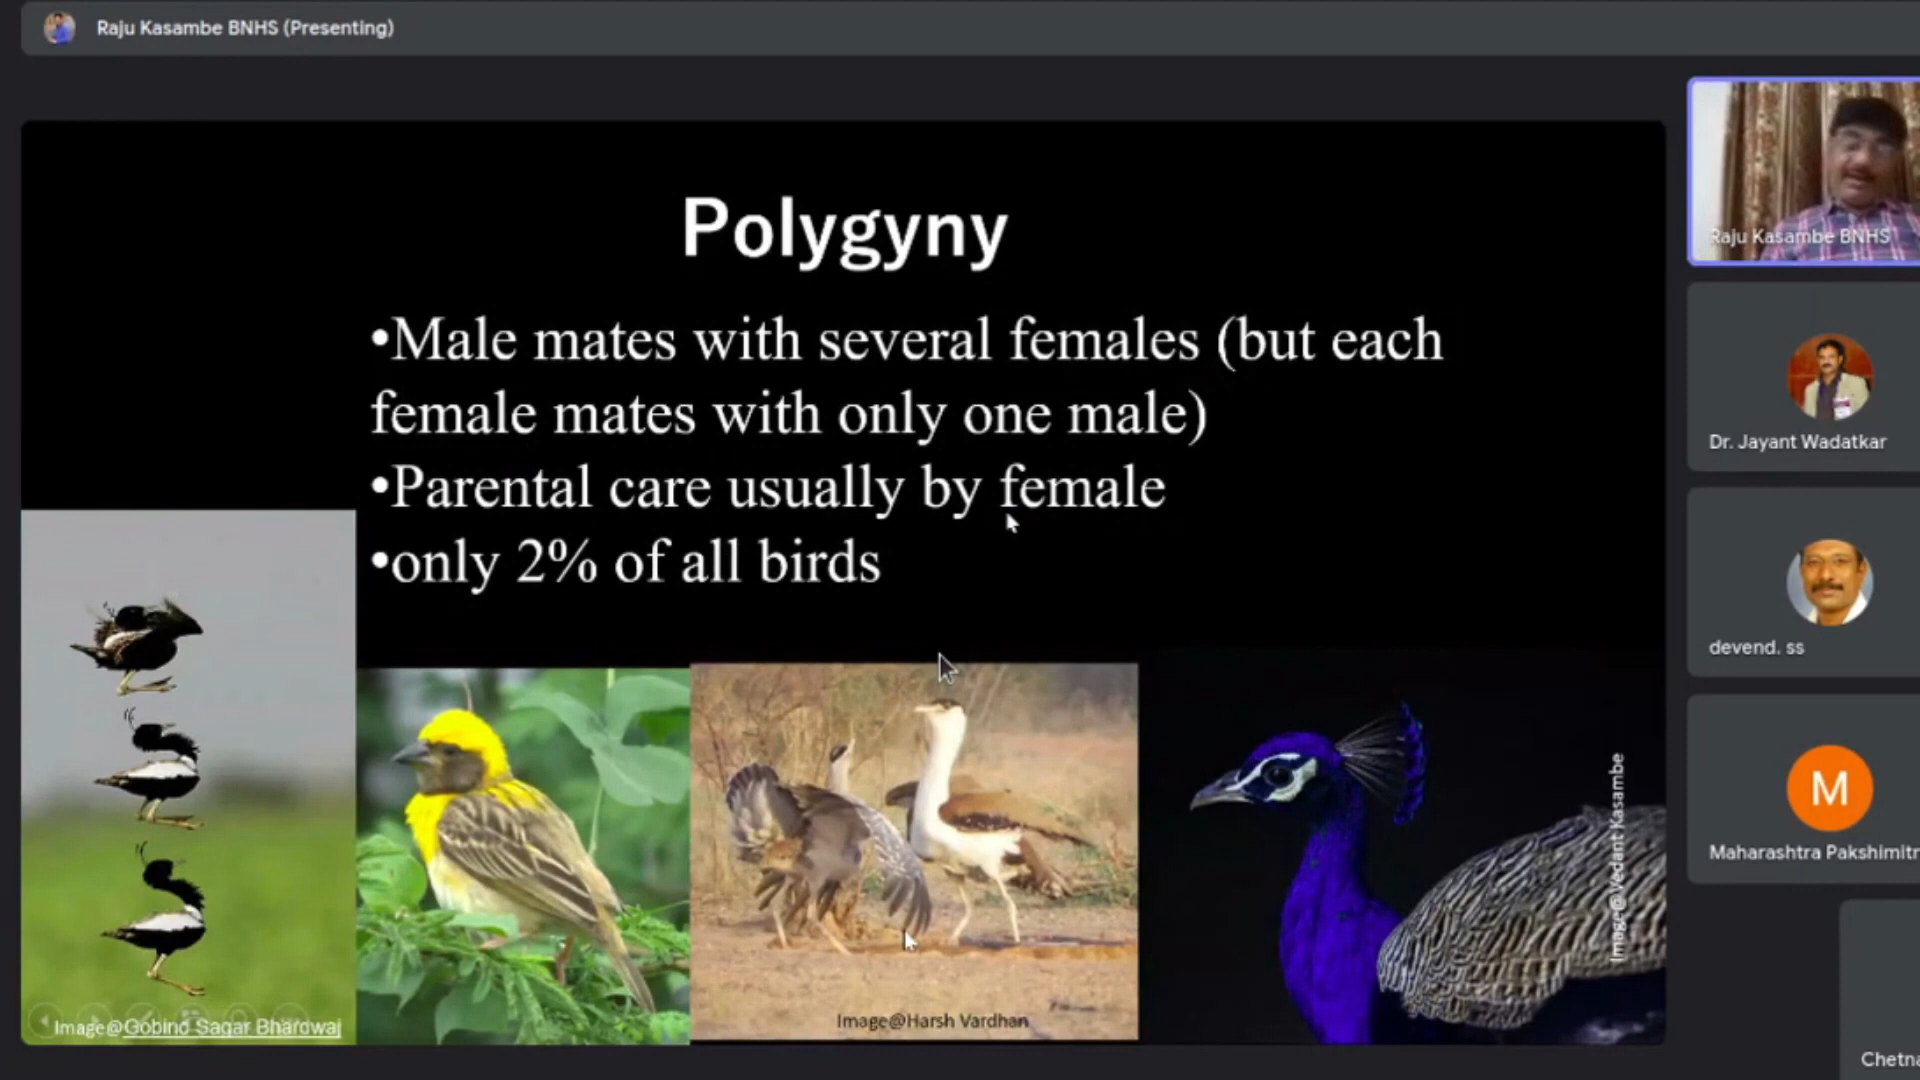 Raju Kasambe BNHS (Presenting)
Polygyny
•Male mates with several females (but each
female mates with only one male)
•Parental care usually by female
•only 2% of all birds
Image@Gobind Sagar Bhardwaj
Image@Harsh Vardhan
Image@Vedant Kasambe
Raju Kasambe BNHS
Dr. Jayant Wadatkar
devend. ss
M
Maharashtra Pakshimitr
Chetna